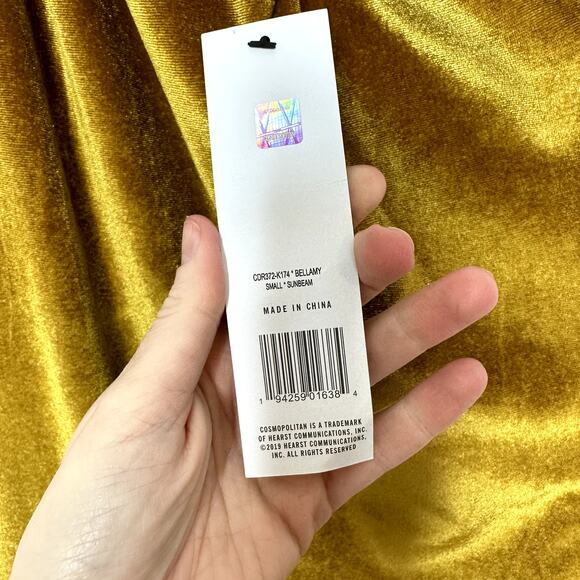 CDR372-K174 * BELLAMY
SMALL * SUNBEAM
MADE IN CHINA
1 94259 01638 4
COSMOPOLITAN IS A TRADEMARK
OF HEARST COMMUNICATIONS, INC.
©2019 HEARST COMMUNICATIONS,
INC. ALL RIGHTS RESERVED